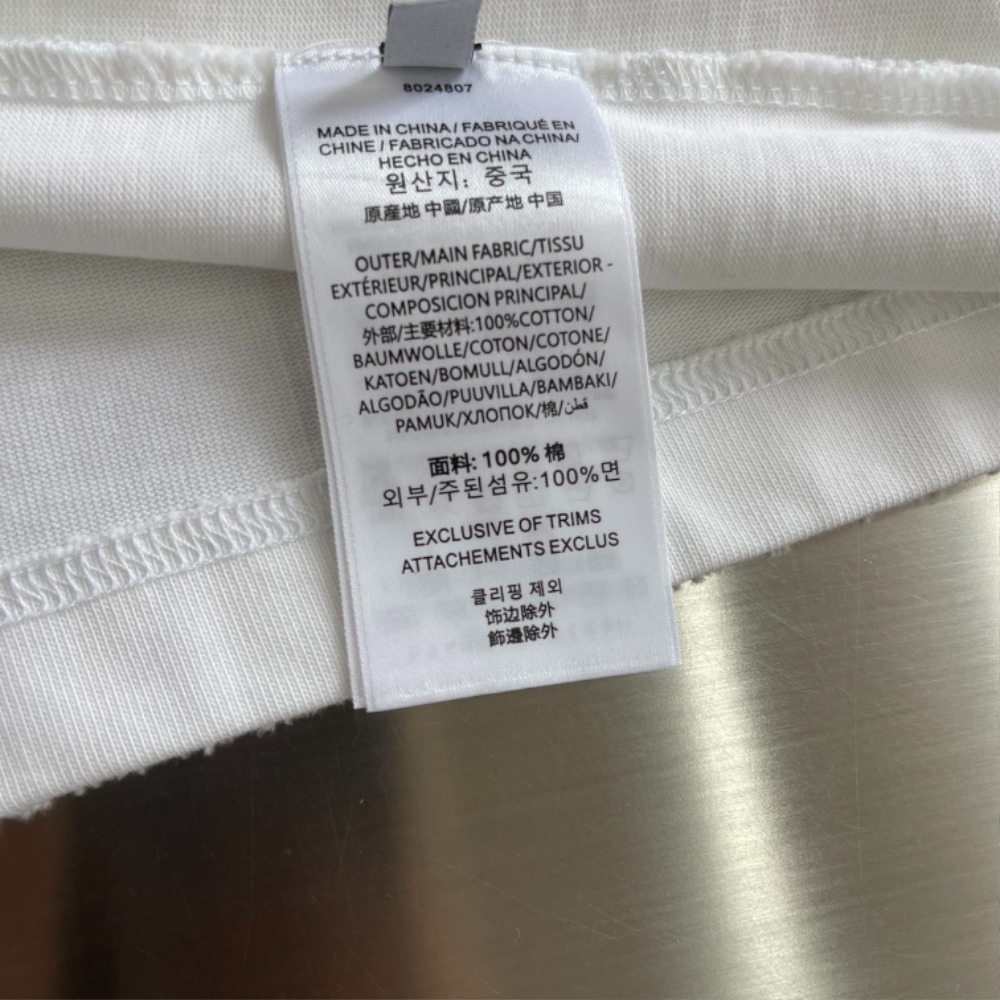 8024807
MADE IN CHINA / FABRIQUÉ EN
CHINE / FABRICADO NA CHINA/
HECHO EN CHINA
원산지: 중국
原産地 中國/原产地 中国
OUTER/MAIN FABRIC/TISSU
EXTÉRIEUR/PRINCIPAL/EXTERIOR -
COMPOSICION PRINCIPAL/
外部/主要材料:100%COTTON/
BAUMWOLLE/COTON/COTONE/
KATOEN/BOMULL/ALGODÓN/
ALGODÃO/PUUVILLA/BAMBAKI/
PAMUK/ХЛОПОК/棉/قطن
面料: 100% 棉
외부/주된섬유:100%면
EXCLUSIVE OF TRIMS
ATTACHEMENTS EXCLUS
클리핑 제외
饰边除外
飾邊除外